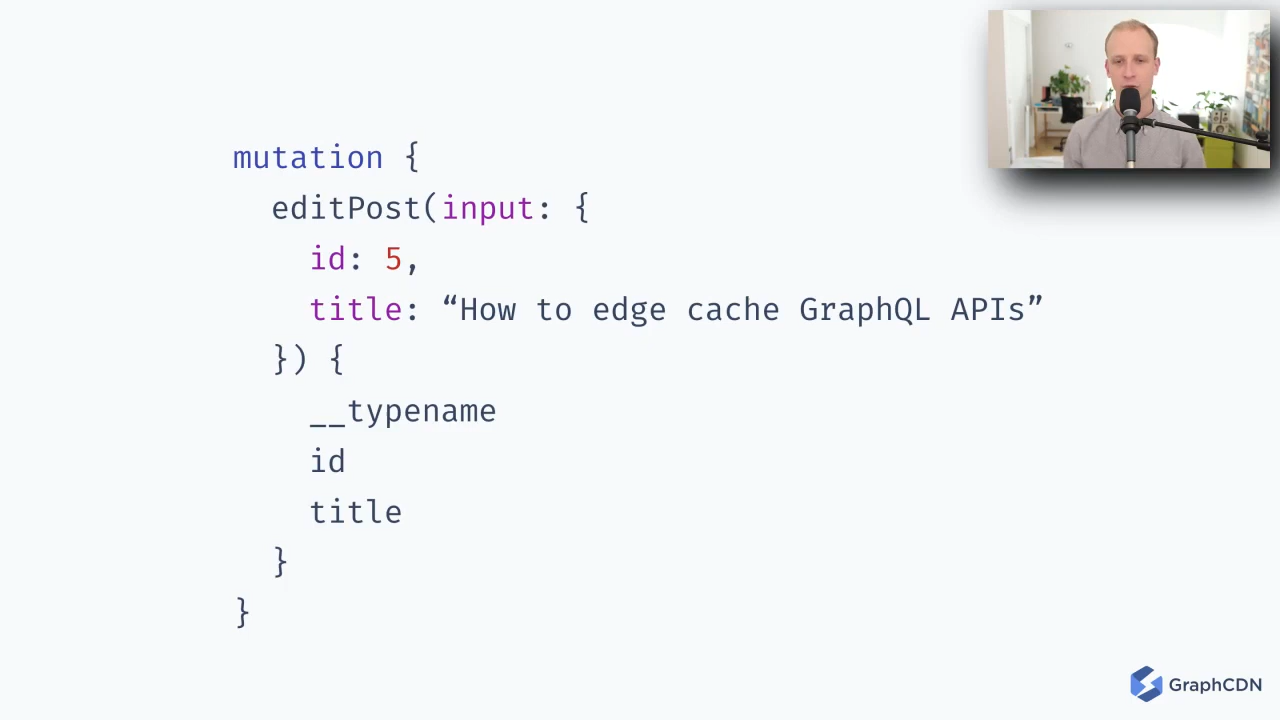 mutation {
editPost(input: {
id: 5,
title: “How to edge cache GraphQL APIs”
}) {
__typename
id
title
}
}
GraphCDN